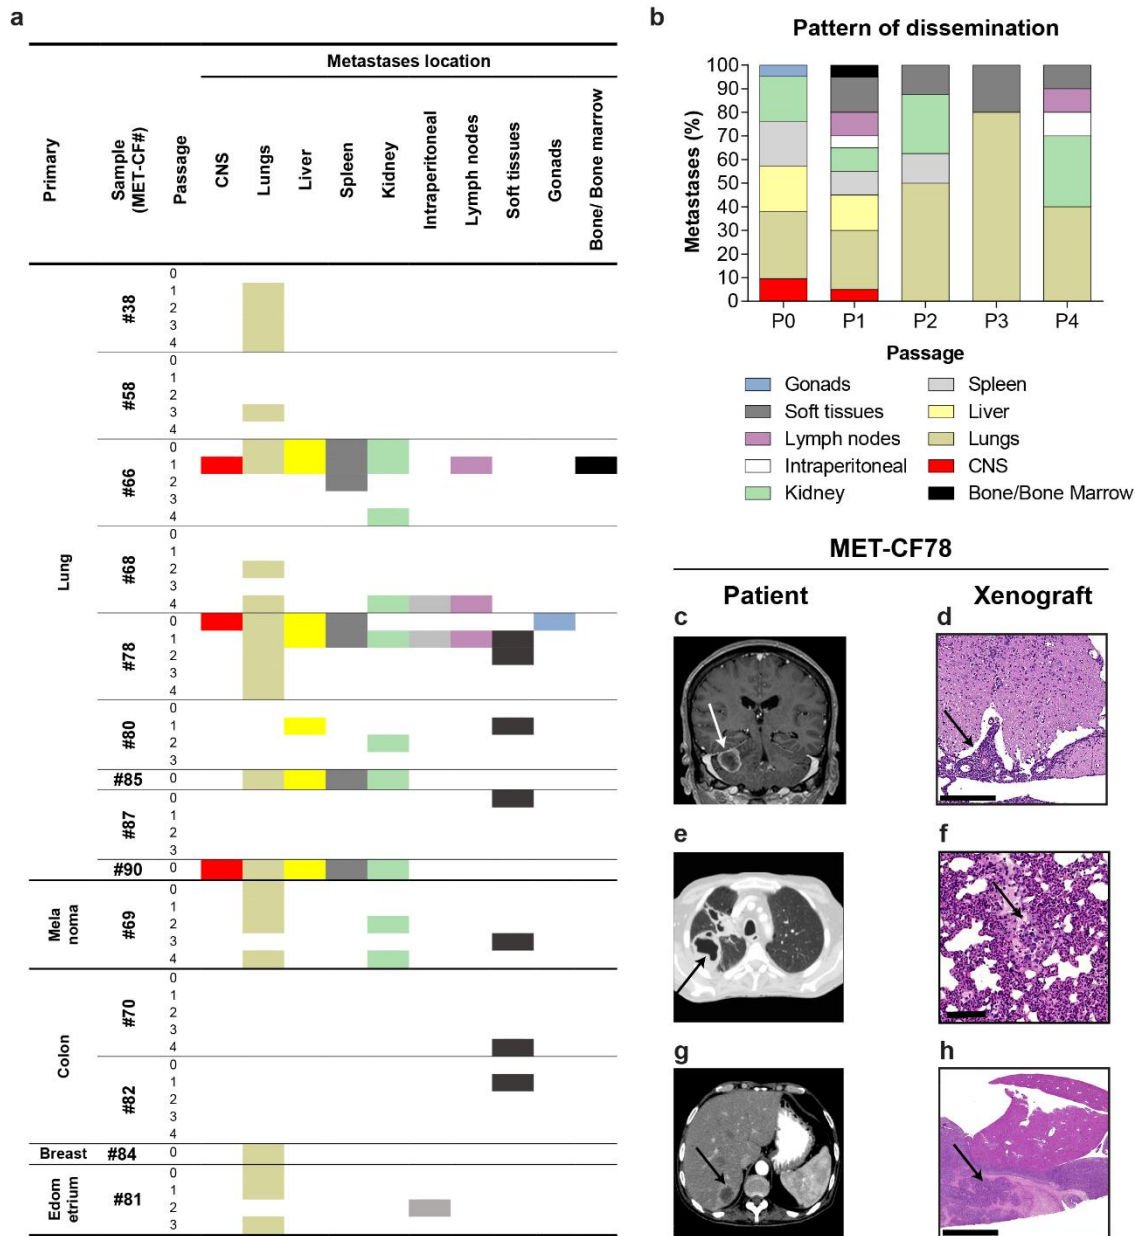 a
Metastases location
Primary
Sample
(MET-CF#)
Passage
CNS
Lungs
Liver
Spleen
Kidney
Intraperitoneal
Lymph nodes
Soft tissues
Gonads
Bone/ Bone marrow
Lung
#38
0
1
2
3
4
#58
0
1
2
3
4
#66
0
1
2
3
4
#68
0
1
2
3
4
#78
0
1
2
3
4
#80
0
1
2
3
#85
0
#87
0
1
2
3
#90
0
Mela
noma
#69
0
1
2
3
4
Colon
#70
0
1
2
3
4
#82
0
1
2
3
4
Breast
#84
0
Edom
etrium
#81
0
1
2
3
b
Pattern of dissemination
Metastases (%)
100
90
80
70
60
50
40
30
20
10
0
P0 P1 P2 P3 P4
Passage
Gonads
Soft tissues
Lymph nodes
Intraperitoneal
Kidney
Spleen
Liver
Lungs
CNS
Bone/Bone Marrow
MET-CF78
Patient
Xenograft
c
d
e
f
g
h